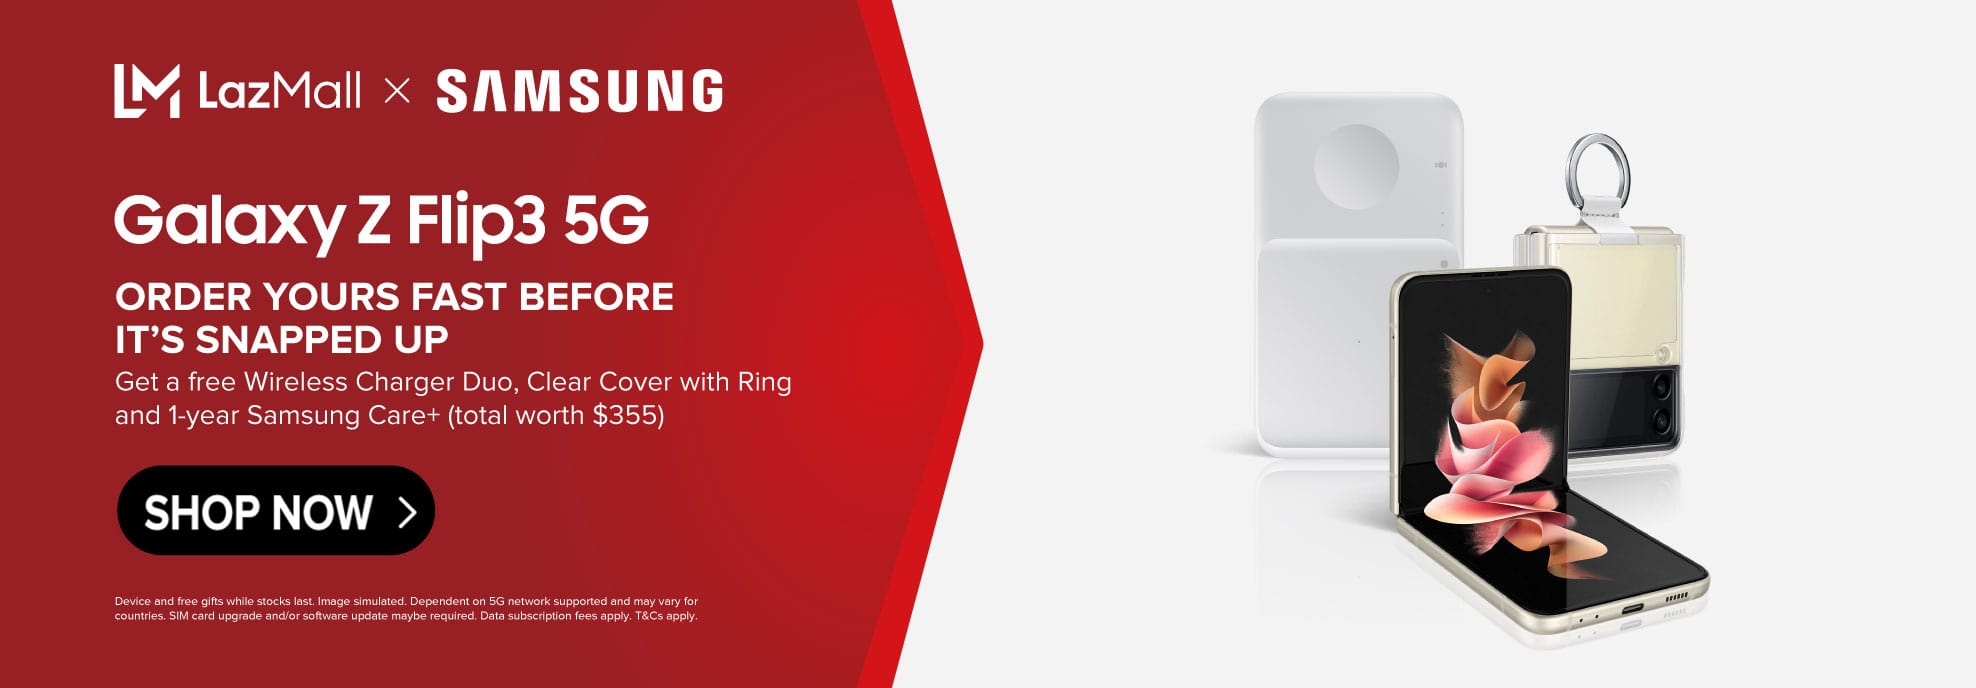 LM LazMall × SAMSUNG
Galaxy Z Flip3 5G
ORDER YOURS FAST BEFORE
IT'S SNAPPED UP
Get a free Wireless Charger Duo, Clear Cover with Ring
and 1-year Samsung Care+ (total worth $355)
SHOP NOW >
Device and free gifts while stocks last. Image simulated. Dependent on 5G network supported and may vary for
countries. SIM card upgrade and/or software update maybe required. Data subscription fees apply. T&Cs apply.